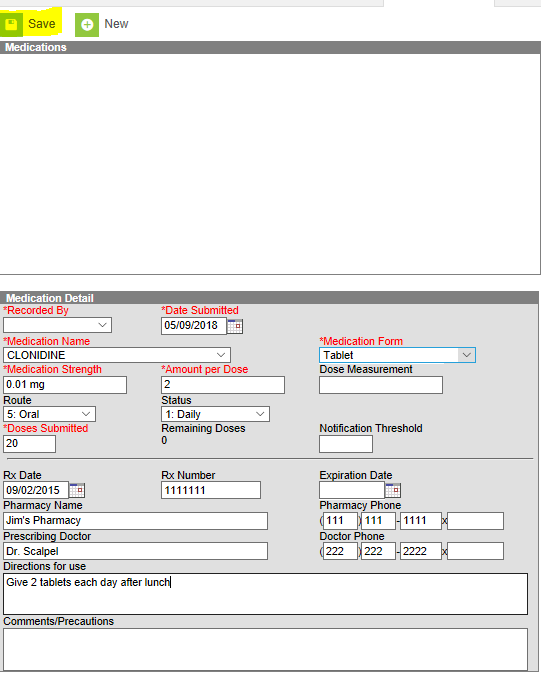 Save New
Medications
Medication Detail
*Recorded By *Date Submitted
05/09/2018
*Medication Name *Medication Form
CLONIDINE Tablet
*Medication Strength *Amount per Dose Dose Measurement
0.01 mg 2
Route Status
5: Oral 1: Daily
*Doses Submitted Remaining Doses Notification Threshold
20 0
Rx Date Rx Number Expiration Date
09/02/2015 1111111
Pharmacy Name Pharmacy Phone
Jim's Pharmacy (111 ) 111 - 1111 x
Prescribing Doctor Doctor Phone
Dr. Scalpel (222 ) 222 - 2222 x
Directions for use
Give 2 tablets each day after lunch
Comments/Precautions